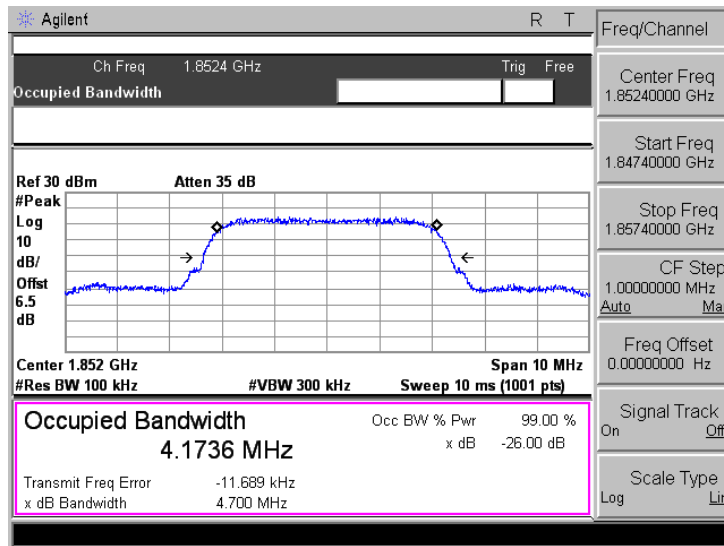 Agilent R T
Ch Freq 1.8524 GHz Trig Free
Occupied Bandwidth
Ref 30 dBm Atten 35 dB
#Peak
Log
10
dB/
Offst
6.5
dB
Center 1.852 GHz Span 10 MHz
#Res BW 100 kHz #VBW 300 kHz Sweep 10 ms (1001 pts)
Occupied Bandwidth Occ BW % Pwr 99.00 %
4.1736 MHz x dB -26.00 dB
Transmit Freq Error -11.689 kHz
x dB Bandwidth 4.700 MHz
Freq/Channel
Center Freq
1.85240000 GHz
Start Freq
1.84740000 GHz
Stop Freq
1.85740000 GHz
CF Step
1.00000000 MHz
Auto Ma
Freq Offset
0.00000000 Hz
Signal Track
On Off
Scale Type
Log Lin